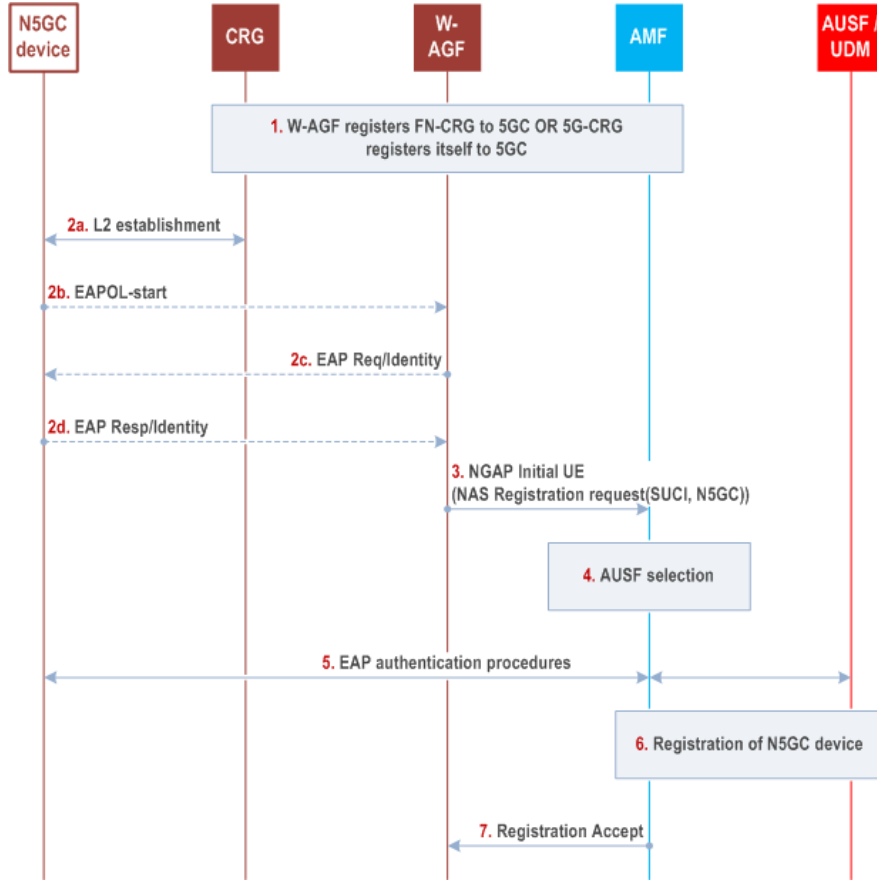 N5GC
device
CRG
W-
AGF
AMF
AUSF /
UDM
1. W-AGF registers FN-CRG to 5GC OR 5G-CRG
registers itself to 5GC
2a. L2 establishment
2b. EAPOL-start
2c. EAP Req/Identity
2d. EAP Resp/Identity
3. NGAP Initial UE
(NAS Registration request(SUCI, N5GC))
4. AUSF selection
5. EAP authentication procedures
6. Registration of N5GC device
7. Registration Accept